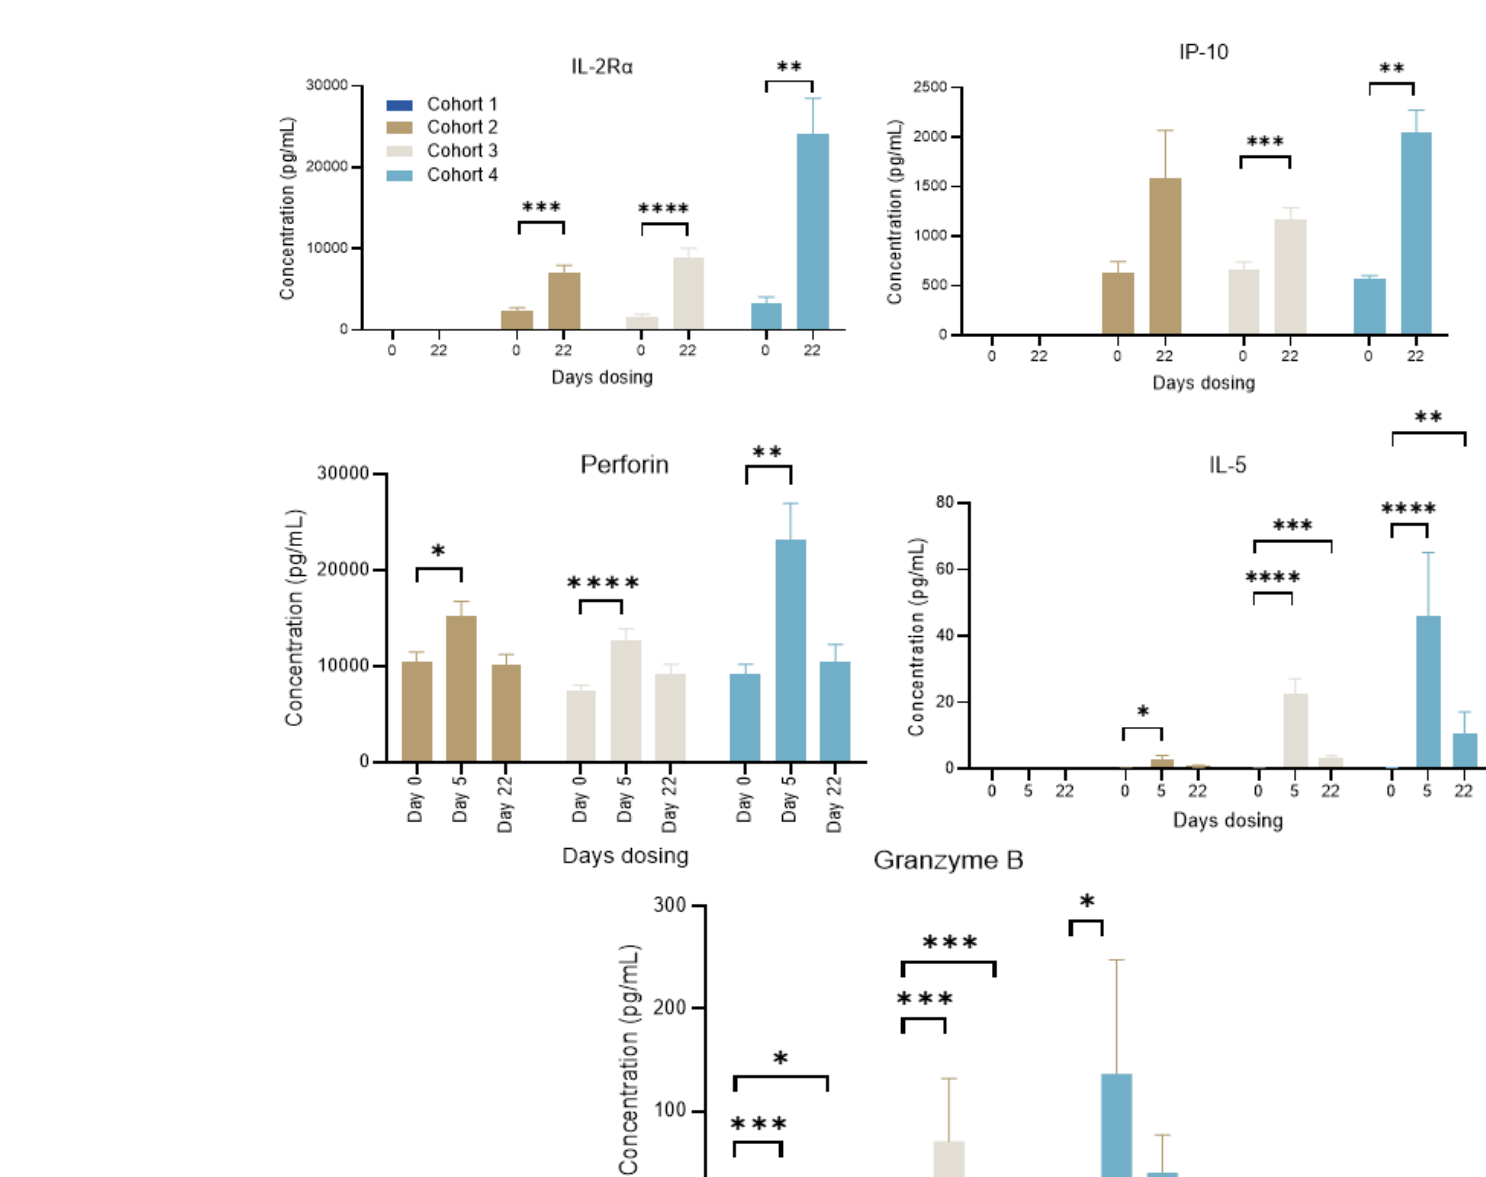 IL-2Rα
**
30000
Cohort 1
Cohort 2
Cohort 3
Cohort 4
20000
***
****
10000
0
Concentration (pg/mL)
0 22 0 22 0 22 0 22
Days dosing
IP-10
**
2500
2000
***
1500
1000
500
0
Concentration (pg/mL)
0 22 0 22 0 22 0 22
Days dosing
Perforin
**
30000
*
20000
****
10000
0
Concentration (pg/mL)
Day 0 Day 5 Day 22 Day 0 Day 5 Day 22 Day 0 Day 5 Day 22
Days dosing
**
IL-5
80
****
***
60
****
40
20
*
0
Concentration (pg/mL)
0 5 22 0 5 22 0 5 22 0 5 22
Days dosing
Granzyme B
300
*
***
***
200
*
100
***
Concentration (pg/mL)